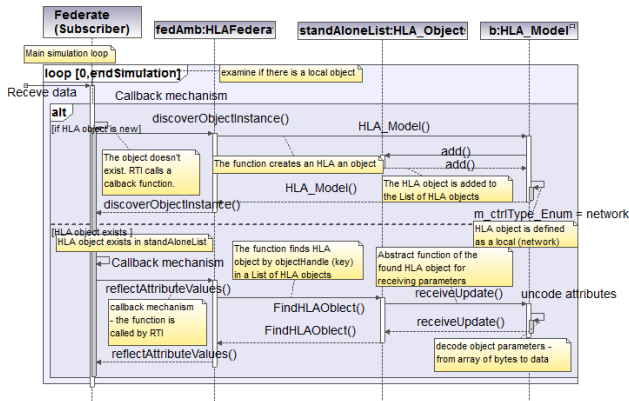 Federate
(Subscriber)
fedAmb:HLAFedera
standAloneList:HLA_Object
b:HLA_Model
Main simulation loop
loop [0,endSimulation]
examine if there is a local object
Receve data
Callback mechanism
alt
[if HLA object is new]
discoverObjectInstance()
HLA_Model()
The object doesn't
exist. RTI calls a
calback function.
add()
The function creates an HLA an object
add()
The HLA object is added to
the List of HLA objects
HLA_Model()
discoverObjectInstance()
m_ctrlType_Enum = network
HLA object is defined
as a local (network)
[HLA object exists ]
HLA object exists in standAloneList
Callback mechanism
The function finds HLA
object by objectHandle (key)
in a List of HLA objects
Abstract function of the
found HLA object for
receiving parameters
reflectAttributeValues()
receiveUpdate()
uncode attributes
callback mechanism
- the function is
called by RTI
FindHLAOblect()
FindHLAOblect()
receiveUpdate()
reflectAttributeValues()
decode object parameters -
from array of bytes to data